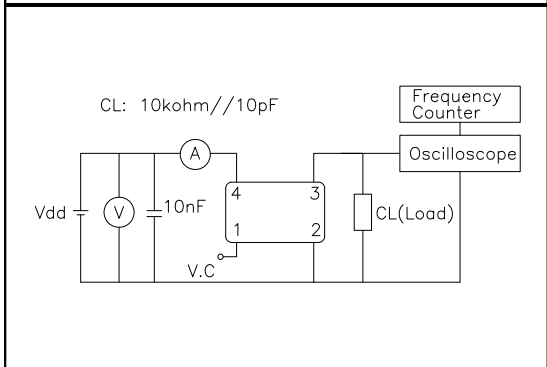 CL: 10kohm//10pF
Frequency
Counter
Oscilloscope
A
Vdd
V
10nF
4
3
1
2
CL(Load)
V.C